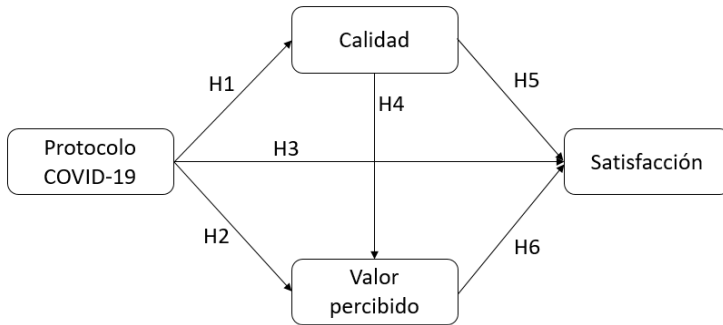 Calidad
H1
H5
H4
Protocolo
COVID-19
H3
Satisfacción
H2
H6
Valor
percibido